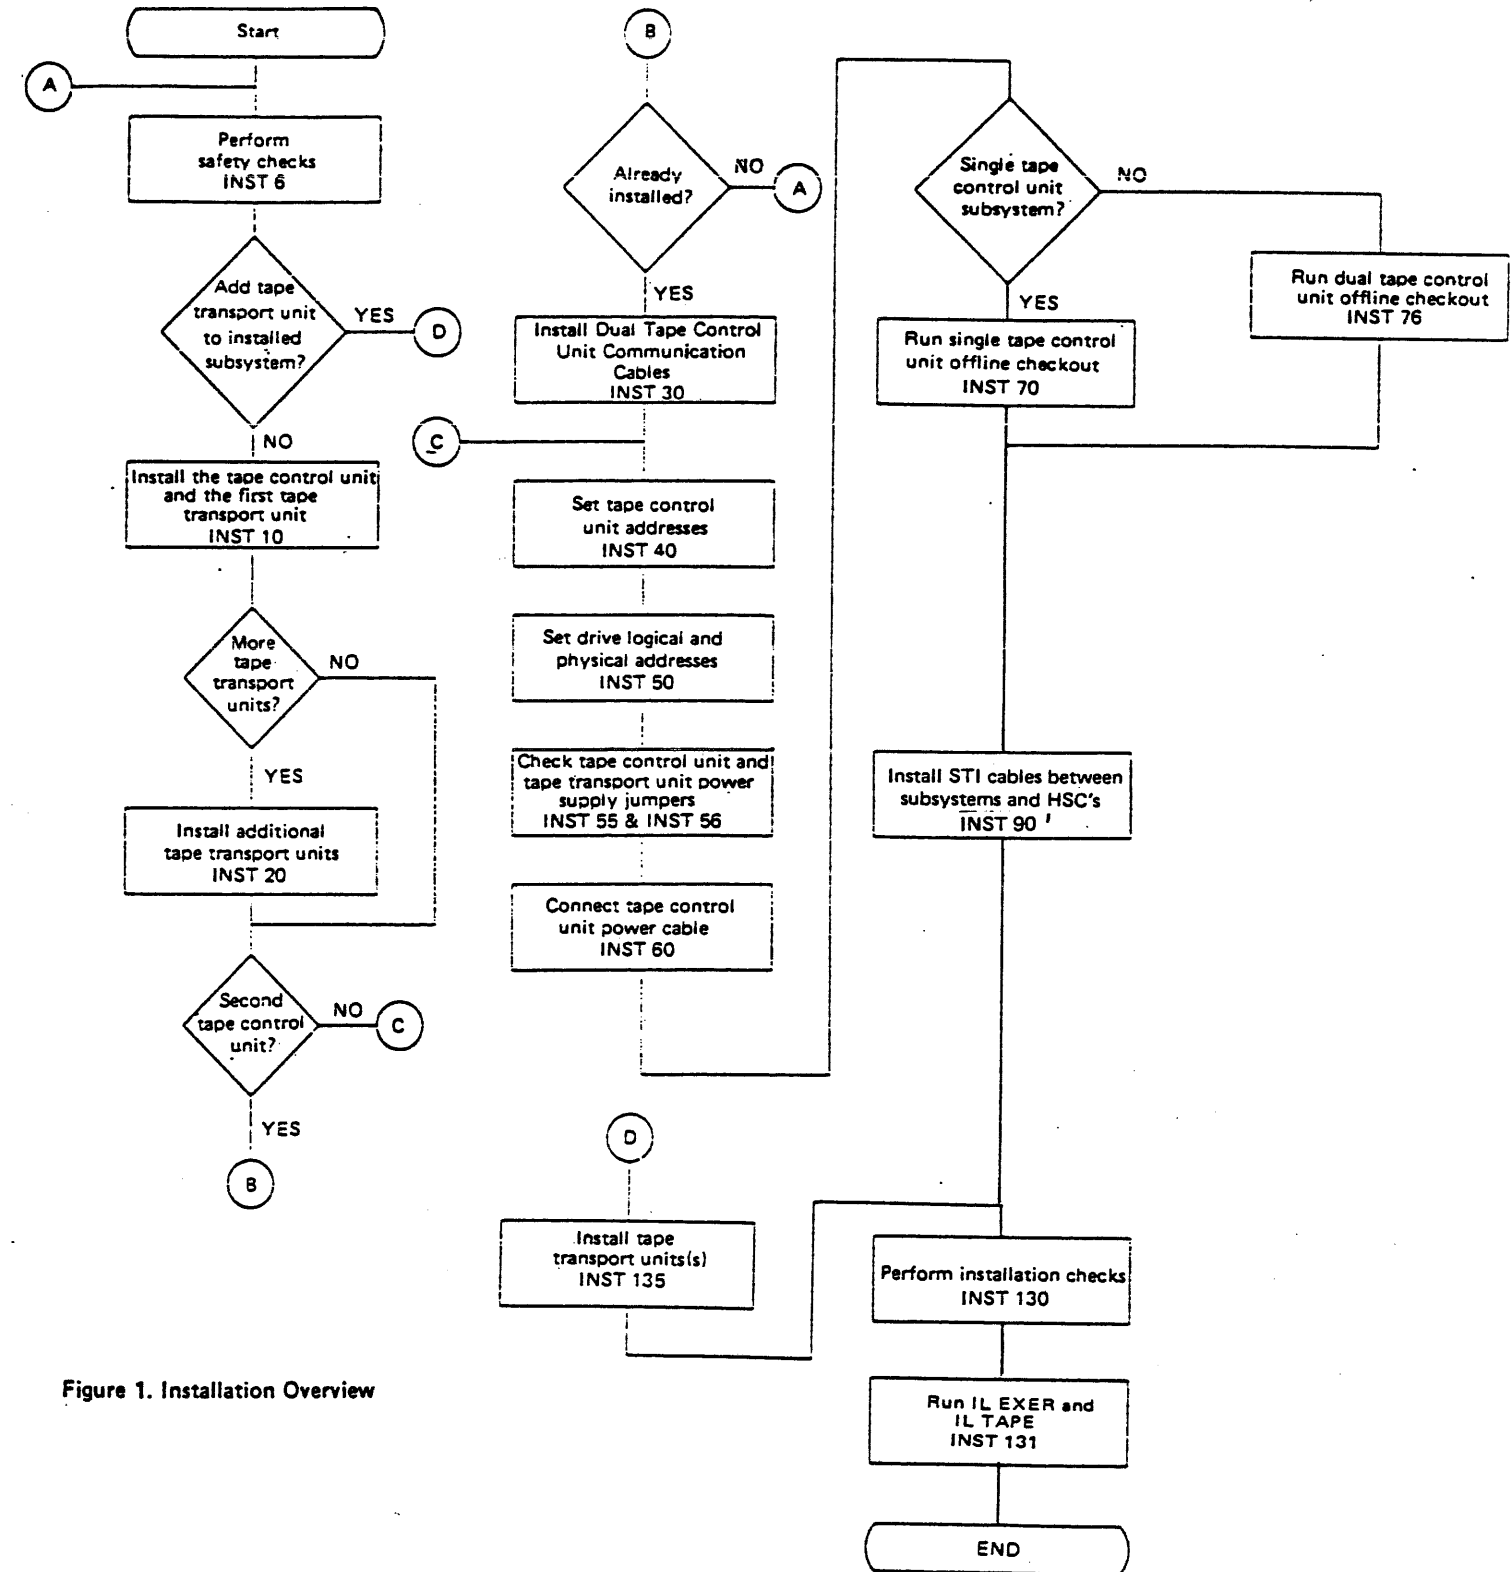 Start
A
Perform
safety checks
INST 6
Add tape
transport unit
to installed
subsystem?
YES
D
NO
Install the tape control unit
and the first tape
transport unit
INST 10
More
tape
transport
units?
NO
YES
Install additional
tape transport units
INST 20
Second
tape control
unit?
NO
C
YES
B
B
Already
installed?
NO
A
YES
Install Dual Tape Control
Unit Communication
Cables
INST 30
C
Set tape control
unit addresses
INST 40
Set drive logical and
physical addresses
INST 50
Check tape control unit and
tape transport unit power
supply jumpers
INST 55 & INST 56
Connect tape control
unit power cable
INST 60
D
Install tape
transport units(s)
INST 135
Single tape
control unit
subsystem?
NO
YES
Run dual tape control
unit offline checkout
INST 76
Run single tape control
unit offline checkout
INST 70
Install STI cables between
subsystems and HSC's
INST 90
Perform installation checks
INST 130
Run IL EXER and
IL TAPE
INST 131
END
Figure 1. Installation Overview